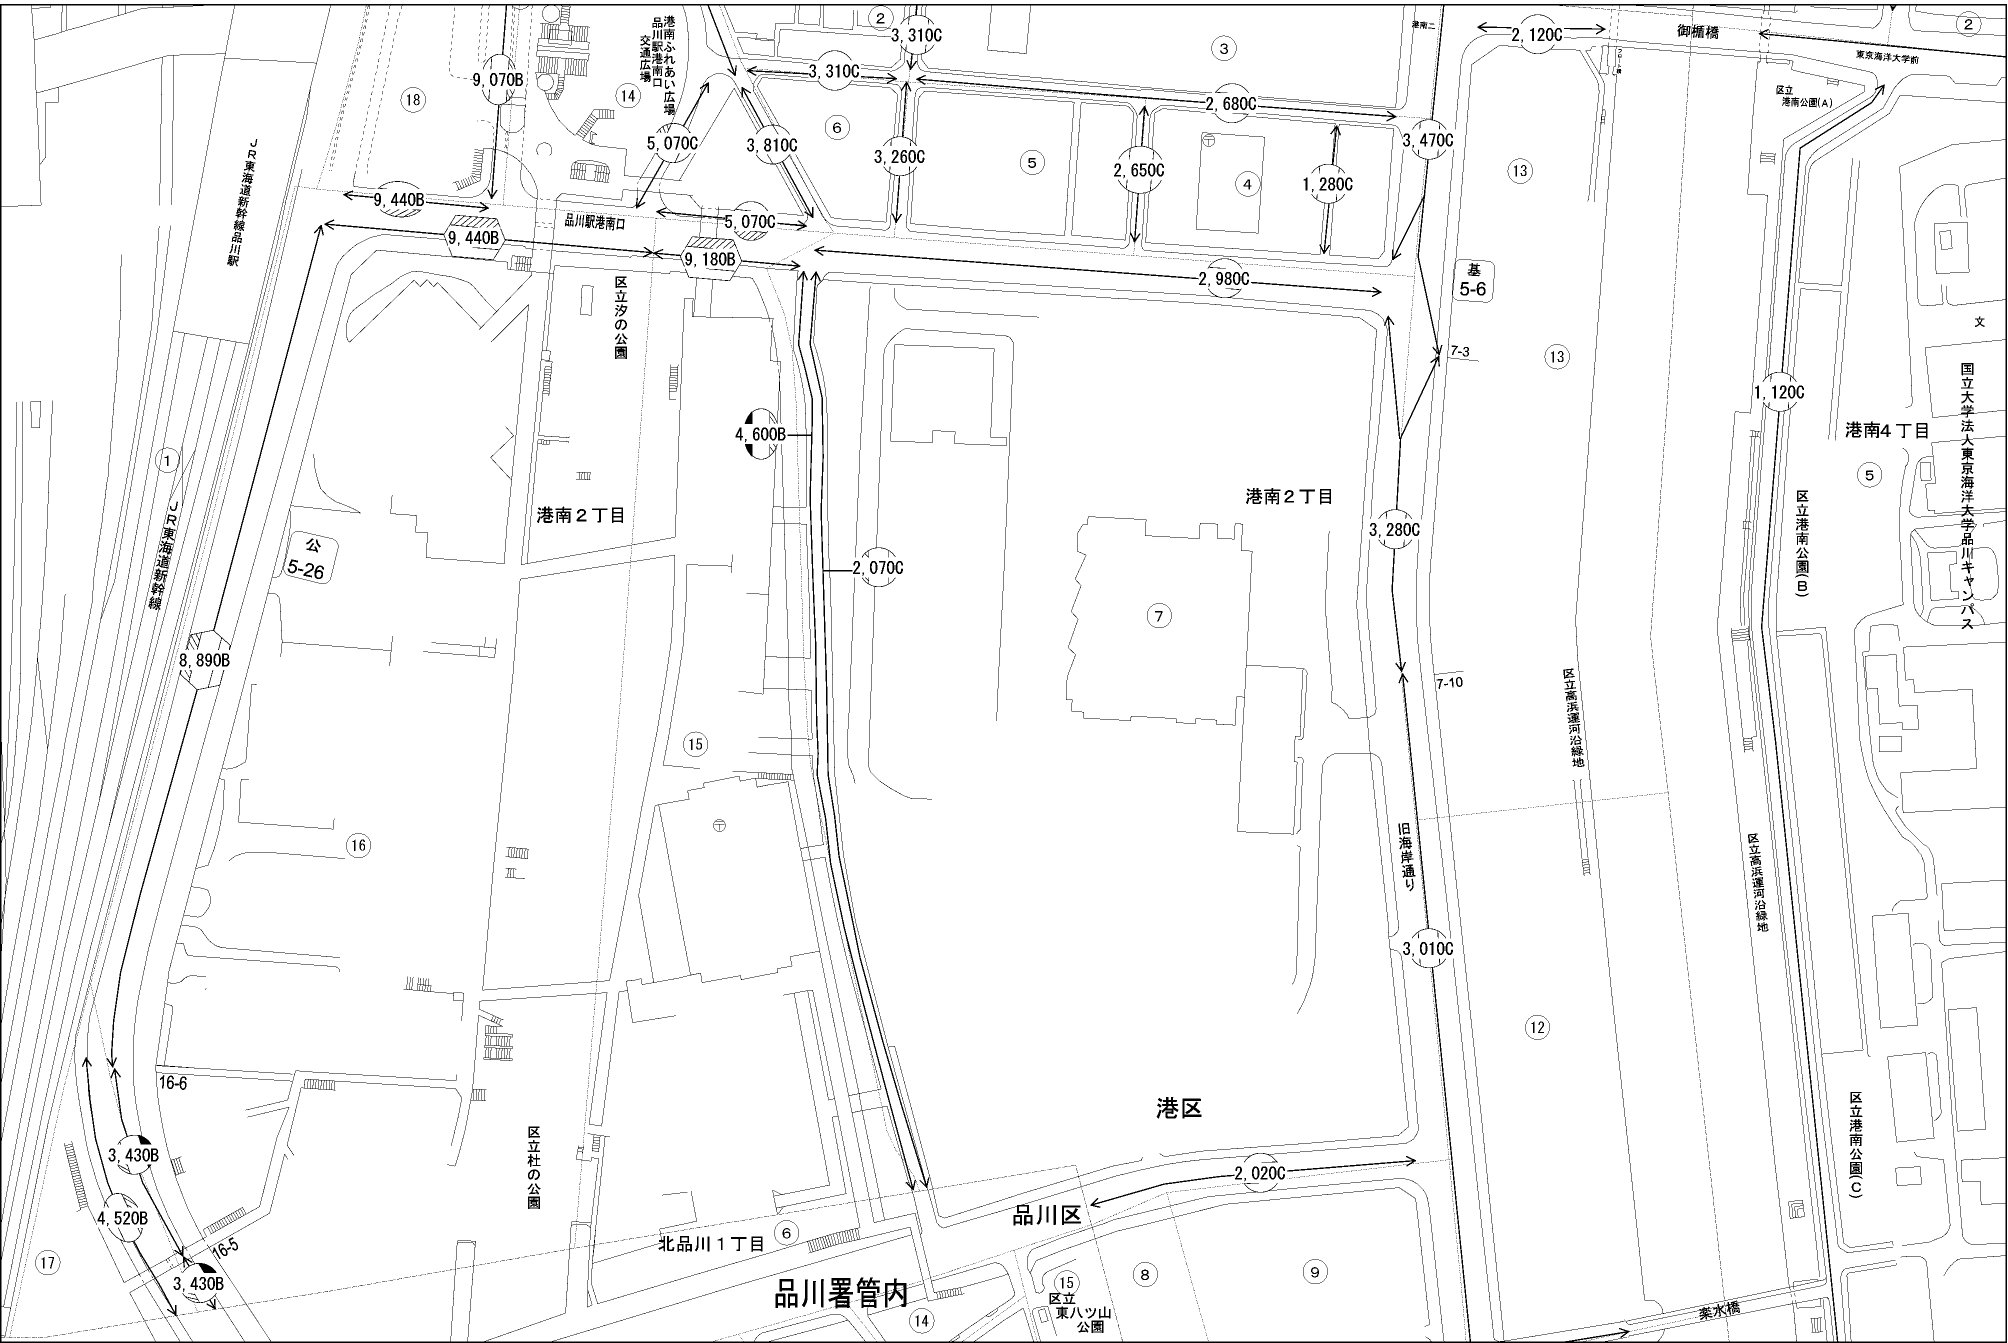 ②
3,310C
港南二
2,120C
御楯橋
②
東京海洋大学前
港南ふれあい広場
品川駅港南口
交通広場
9,070B
⑱
⑭
3,310C
③
2,680C
区立
港南公園(A)
JR東海道新幹線品川駅
5,070C
3,810C
⑥
3,260C
⑤
2,650C
〒
④
1,280C
3,470C
⑬
9,440B
品川駅港南口
5,070C
9,440B
9,180B
2,980C
基
5-6
文
区立汐の公園
7-3
⑬
1,120C
国立大学法人東京海洋大学品川キャンパス
港南4丁目
4,600B
①
⑤
JR東海道新幹線
港南2丁目
港南2丁目
区立港南公園(B)
公
5-26
3,280C
2,070C
⑦
8,890B
7-10
区立高浜運河沿緑地
⑮
〒
⑯
旧海岸通り
区立高浜運河沿緑地
3,010C
⑫
16-6
港区
区立港南公園(C)
3,430B
区立杜の公園
2,020C
4,520B
品川区
⑥
北品川1丁目
16-5
⑰
3,430B
品川署管内
⑮
⑧
⑨
区立
東八ツ山
公園
⑭
楽水橋